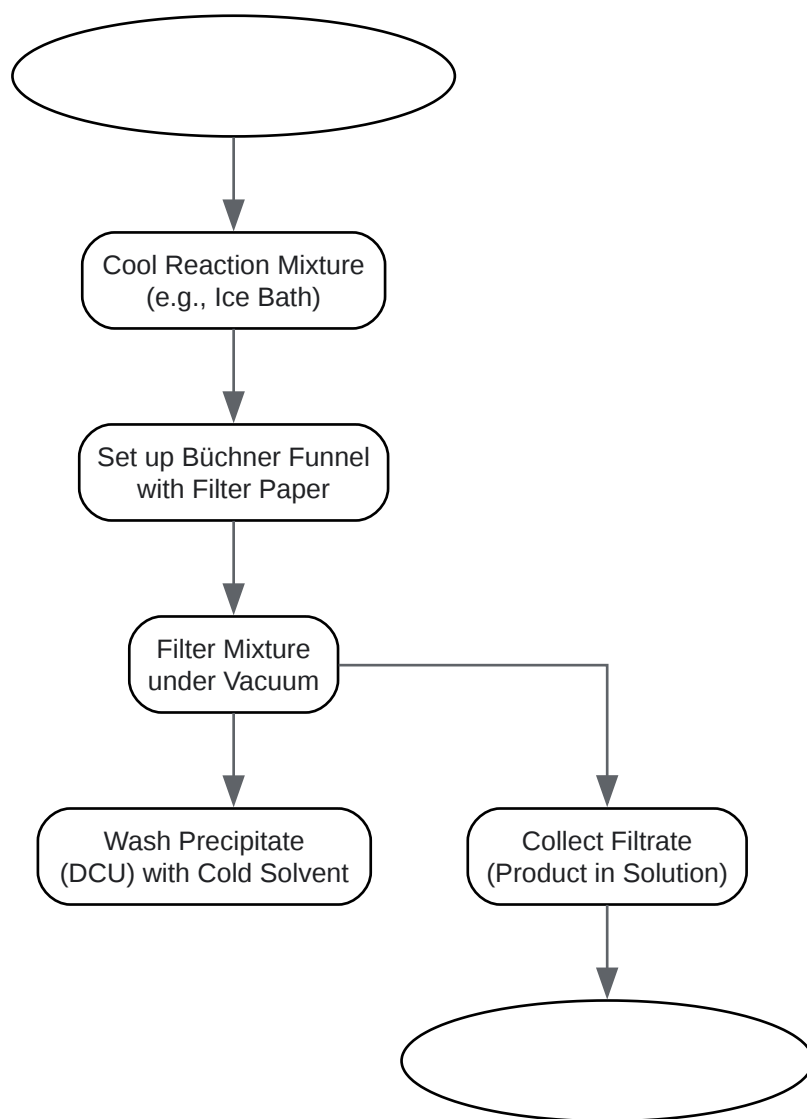 Cool Reaction Mixture
(e.g., Ice Bath)
Set up Büchner Funnel
with Filter Paper
Filter Mixture
under Vacuum
Wash Precipitate
(DCU) with Cold Solvent
Collect Filtrate
(Product in Solution)